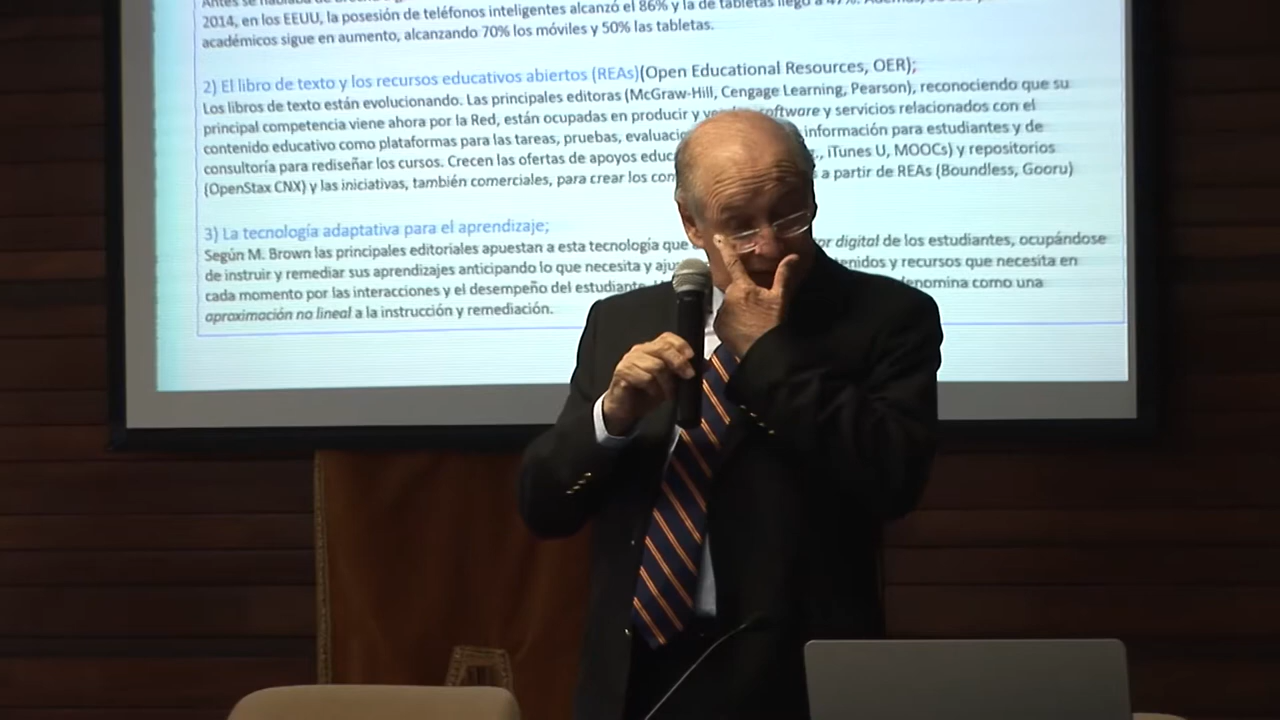 2014, en los EEUU, la posesión de teléfonos inteligentes alcanzó el 86% y la de tabletas llegó a 47%.
académicos sigue en aumento, alcanzando 70% los móviles y 50% las tabletas.
2) El libro de texto y los recursos educativos abiertos (REAs)(Open Educational Resources, OER);
Los libros de texto están evolucionando. Las principales editoras (McGraw-Hill, Cengage Learning, Pearson), reconociendo que su
principal competencia viene ahora por la Red, están ocupadas en producir y software y servicios relacionados con el
contenido educativo como plataformas para las tareas, pruebas, información para estudiantes y de
consultoría para rediseñar los cursos. Crecen las ofertas de apoyos iTunes U, MOOCs) y repositorios
(OpenStax CNX) y las iniciativas, también comerciales, para crear los a partir de REAs (Boundless, Gooru)
3) La tecnología adaptativa para el aprendizaje;
Según M. Brown las principales editoriales apuestan a esta tecnología que digital de los estudiantes, ocupándose
de instruir y remediar sus aprendizajes anticipando lo que necesita y y recursos que necesita en
cada momento por las interacciones y el desempeño del estudiante. como una
aproximación no lineal a la instrucción y remediación.